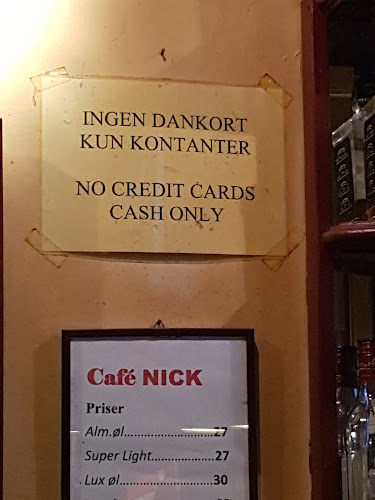 INGEN DANKORT
KUN KONTANTER
NO CREDIT CARDS
CASH ONLY
Café NICK
Priser
Alm.øl..............................27
Super Light...................27
Lux øl.............................30